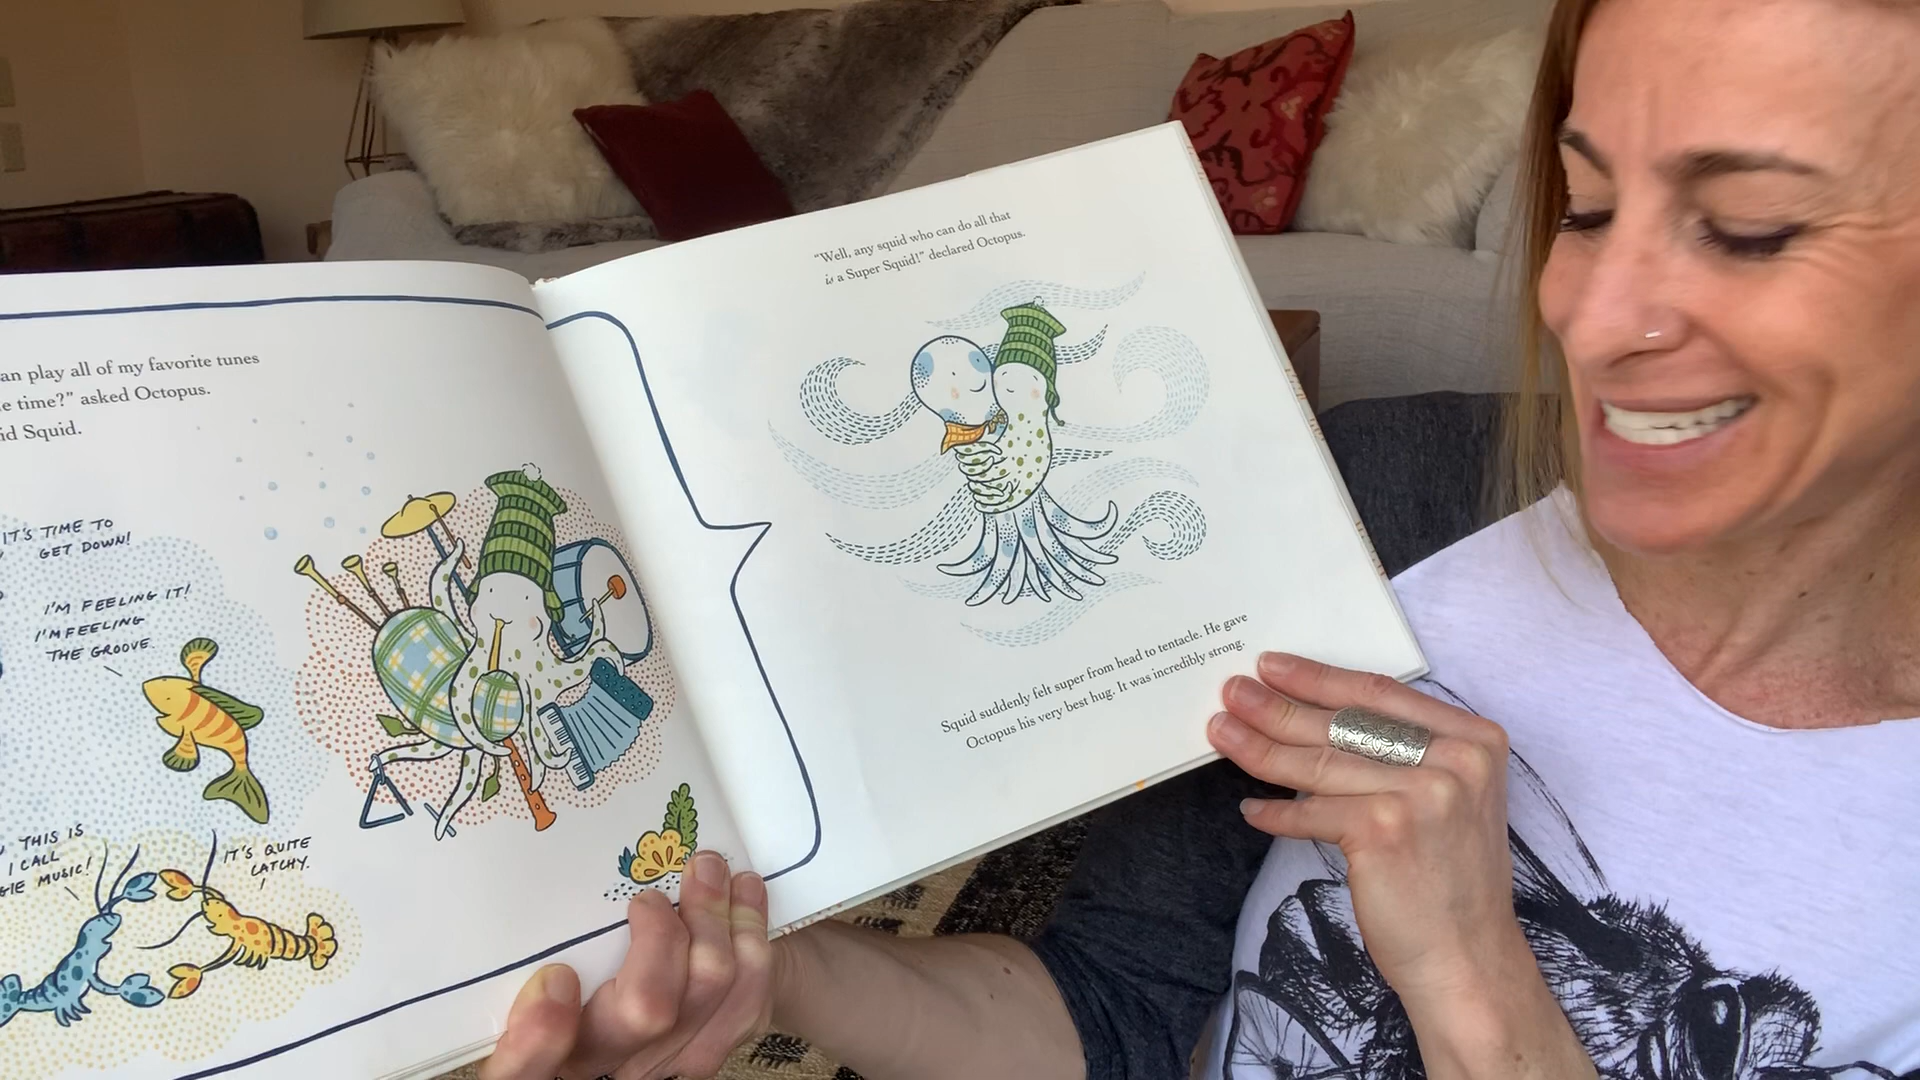 an play all of my favorite tunes
e time?" asked Octopus.
id Squid.
IT'S TIME TO
GET DOWN!
I'M FEELING IT!
I'M FEELING
THE GROOVE.
THIS IS
I CALL
GIE MUSIC!
IT'S QUITE
CATCHY.
"Well, any squid who can do all that
is a Super Squid!" declared Octopus.
Squid suddenly felt super from head to tentacle. He gave
Octopus his very best hug. It was incredibly strong.